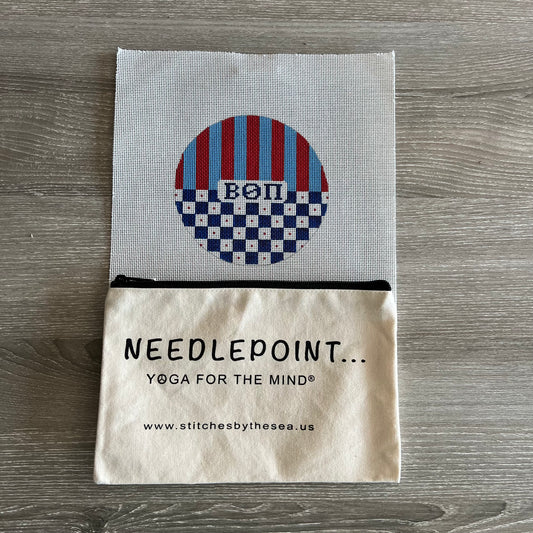 ΒΘΠ
NEEDLEPOINT...
YOGA FOR THE MIND®
www.stitchesbythesea.us